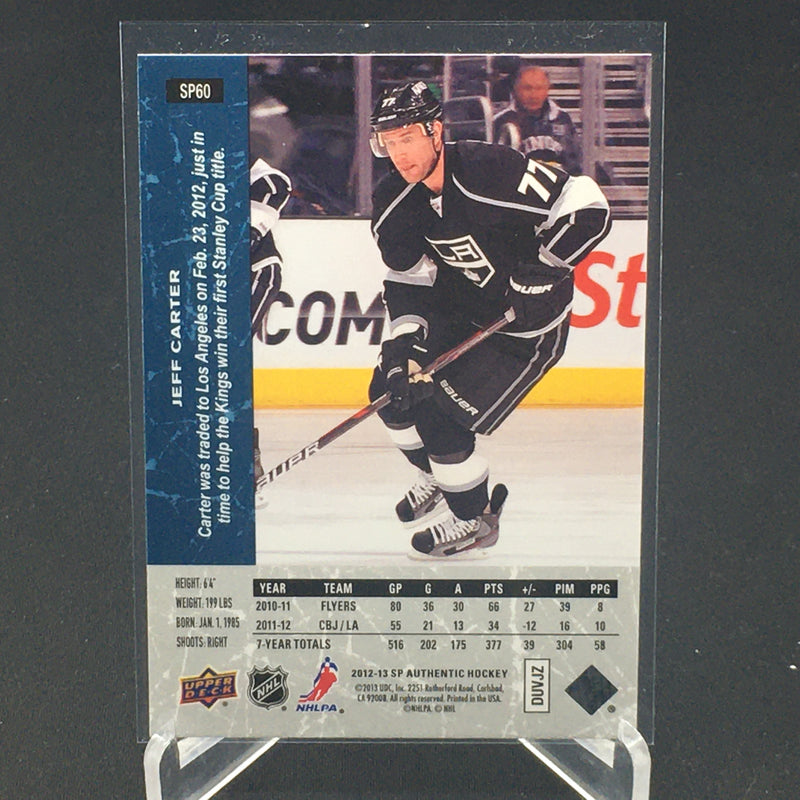 SP60
JEFF CARTER
Carter was traded to Los Angeles on Feb. 23, 2012, just in
time to help the Kings win their first Stanley Cup title.
77
77
BAUER
COM
St
BAUER
BAUER
HEIGHT: 6'4"
WEIGHT: 199 LBS
BORN: JAN. 1, 1985
SHOOTS: RIGHT
YEAR TEAM GP G A PTS +/- PIM PPG
2010-11 FLYERS 80 36 30 66 27 39 8
2011-12 CBJ / LA 55 21 13 34 -12 16 10
7-YEAR TOTALS 516 202 175 377 39 304 58
UPPER
DECK
NHL
NHLPA
2012-13 SP AUTHENTIC HOCKEY
©2013 UDC, Inc. 2251 Rutherford Road, Carlsbad,
CA 92008. All rights reserved. Printed in the USA.
©NHLPA. © NHL
DUVJZ